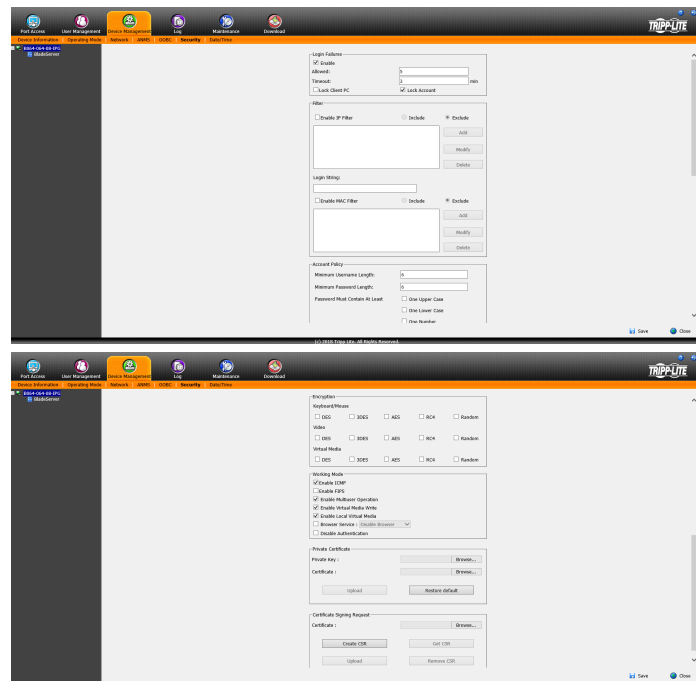 TRIPP-LITE
Port Access User Management Device Management Log Maintenance Download
Device Information Operating Mode Network ANMS OOBC Security Date/Time
B064-064-08-IPG
BladeServer
Login Failures
Enable
Allowed: 5
Timeout: 3 min
Lock Client PC Lock Account
Filter
Enable IP Filter Include Exclude
Add
Modify
Delete
Login String:
Enable MAC Filter Include Exclude
Add
Modify
Delete
Account Policy
Minimum Username Length: 6
Minimum Password Length: 6
Password Must Contain At Least One Upper Case
One Lower Case
One Number
Save Close
(c) 2018 Tripp Lite. All Rights Reserved.
TRIPP-LITE
Port Access User Management Device Management Log Maintenance Download
Device Information Operating Mode Network ANMS OOBC Security Date/Time
B064-064-08-IPG
BladeServer
Encryption
Keyboard/Mouse
DES 3DES AES RC4 Random
Video
DES 3DES AES RC4 Random
Virtual Media
DES 3DES AES RC4 Random
Working Mode
Enable ICMP
Enable FIPS
Enable Multiuser Operation
Enable Virtual Media Write
Enable Local Virtual Media
Browser Service : Disable Browser
Disable Authentication
Private Certificate
Private Key : Browse...
Certificate : Browse...
Upload Restore default
Certificate Signing Request
Certificate : Browse...
Create CSR Get CSR
Upload Remove CSR
Save Close